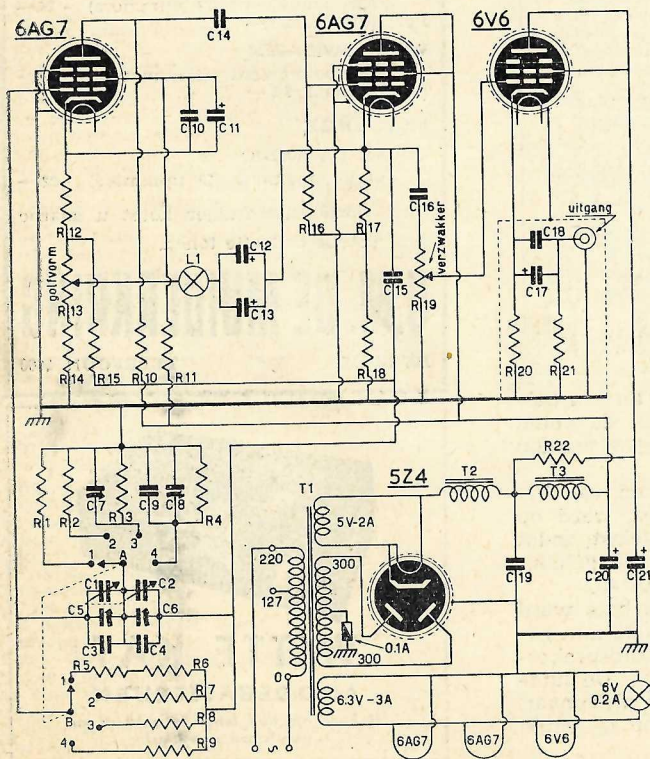 6AG7
6AG7
6V6
C14
C10
C11
R12
golfvorm
R13
R14
R15
R10
R11
L1
C12
C13
R16
R17
C16
verzwakker
R19
C15
R18
uitgang
C18
C17
R20
R21
R1
R2
C7
R3
C9
C8
R4
2
3
1
A
4
C1
C2
C5
C6
C3
C4
R5
R6
1
R7
2
B
R8
3
R9
4
T1
5V-2A
5Z4
T2
R22
T3
220
127
0
S
300
0.1A
300
C19
C20
C21
6.3V-3A
6V
0.2A
6AG7
6AG7
6V6